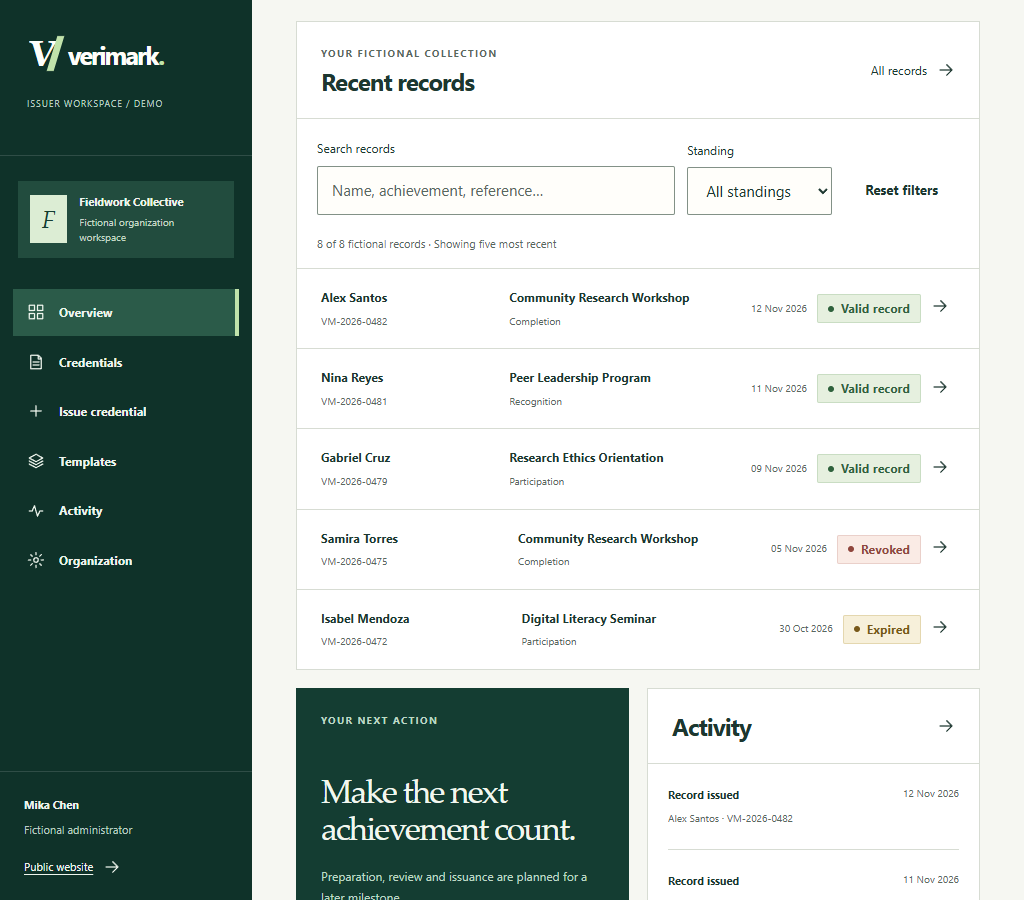 V verimark.
ISSUER WORKSPACE / DEMO
F
Fieldwork Collective
Fictional organization
workspace
Overview
Credentials
Issue credential
Templates
Activity
Organization
Mika Chen
Fictional administrator
Public website
YOUR FICTIONAL COLLECTION
Recent records
All records
Search records
Standing
Name, achievement, reference...
All standings
Reset filters
8 of 8 fictional records · Showing five most recent
Alex Santos
VM-2026-0482
Community Research Workshop
Completion
12 Nov 2026
Valid record
Nina Reyes
VM-2026-0481
Peer Leadership Program
Recognition
11 Nov 2026
Valid record
Gabriel Cruz
VM-2026-0479
Research Ethics Orientation
Participation
09 Nov 2026
Valid record
Samira Torres
VM-2026-0475
Community Research Workshop
Completion
05 Nov 2026
Revoked
Isabel Mendoza
VM-2026-0472
Digital Literacy Seminar
Participation
30 Oct 2026
Expired
YOUR NEXT ACTION
Make the next
achievement count.
Preparation, review and issuance are planned for a
later milestone.
Activity
Record issued
12 Nov 2026
Alex Santos · VM-2026-0482
Record issued
11 Nov 2026